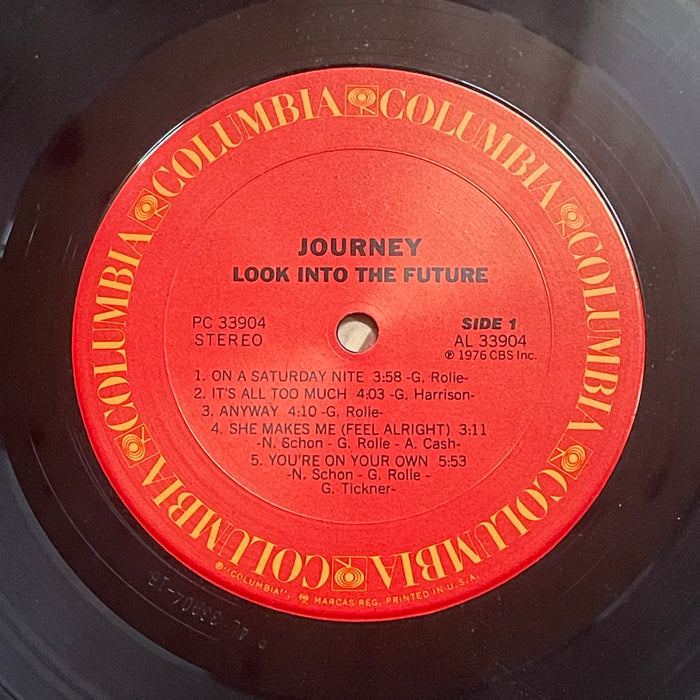 COLUMBIA COLUMBIA COLUMBIA COLUMBIA COLUMBIA COLUMBIA COLUMBIA COLUMBIA
JOURNEY
LOOK INTO THE FUTURE
PC 33904
STEREO
SIDE 1
AL 33904
℗ 1976 CBS Inc.
1. ON A SATURDAY NITE 3:58 -G. Rolie-
2. IT'S ALL TOO MUCH 4:03 -G. Harrison-
3. ANYWAY 4:10 -G. Rolie-
4. SHE MAKES ME (FEEL ALRIGHT) 3:11
-N. Schon - G. Rolie - A. Cash-
5. YOU'RE ON YOUR OWN 5:53
-N. Schon - G. Rolie -
G. Tickner-
® "COLUMBIA", MARCAS REG. PRINTED IN U.S.A.